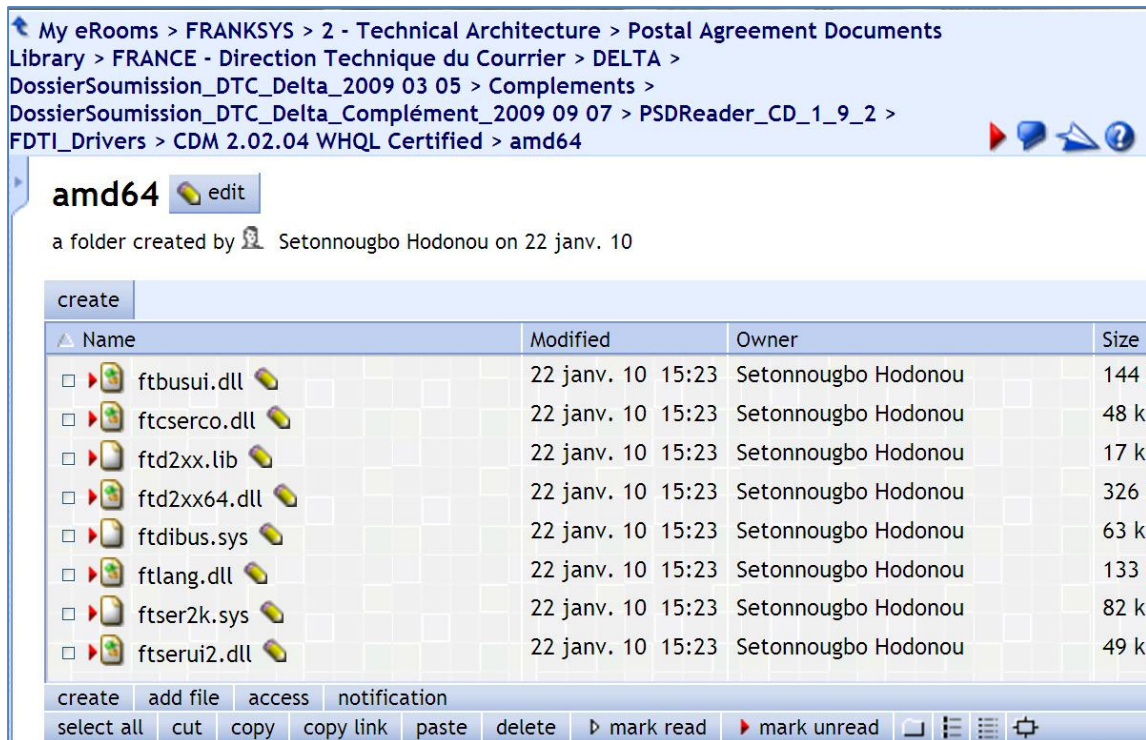 My eRooms > FRANKSYS > 2 - Technical Architecture > Postal Agreement Documents
Library > FRANCE - Direction Technique du Courrier > DELTA >
DossierSoumission_DTC_Delta_2009 03 05 > Complements >
DossierSoumission_DTC_Delta_Complément_2009 09 07 > PSDReader_CD_1_9_2 >
FDTI_Drivers > CDM 2.02.04 WHQL Certified > amd64
amd64 edit
a folder created by Setonnougbo Hodonou on 22 janv. 10
create
Name Modified Owner Size
ftbusui.dll 22 janv. 10 15:23 Setonnougbo Hodonou 144
ftcserco.dll 22 janv. 10 15:23 Setonnougbo Hodonou 48 k
ftd2xx.lib 22 janv. 10 15:23 Setonnougbo Hodonou 17 k
ftd2xx64.dll 22 janv. 10 15:23 Setonnougbo Hodonou 326
ftdibus.sys 22 janv. 10 15:23 Setonnougbo Hodonou 63 k
ftlang.dll 22 janv. 10 15:23 Setonnougbo Hodonou 133
ftser2k.sys 22 janv. 10 15:23 Setonnougbo Hodonou 82 k
ftserui2.dll 22 janv. 10 15:23 Setonnougbo Hodonou 49 k
create add file access notification
select all cut copy copy link paste delete mark read mark unread